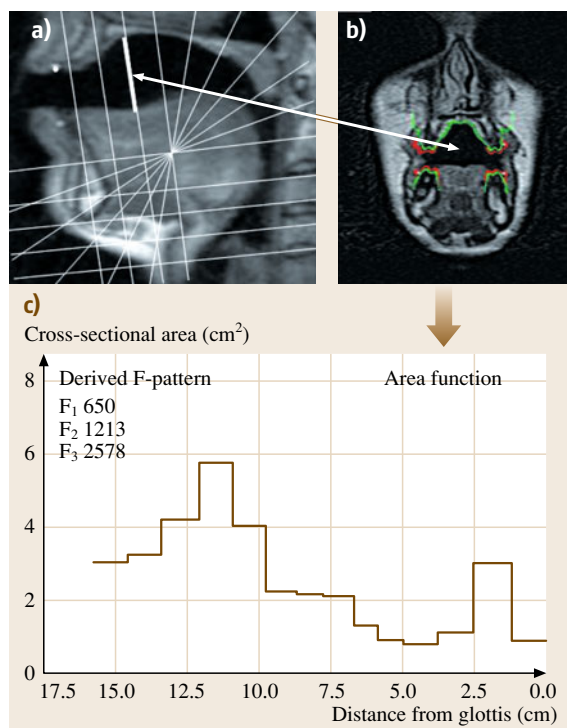 a)
b)
c)
Cross-sectional area (cm²)
8
6
4
2
0
Derived F-pattern
F₁ 650
F₂ 1213
F₃ 2578
Area function
17.5 15.0 12.5 10.0 7.5 5.0 2.5 0.0
Distance from glottis (cm)